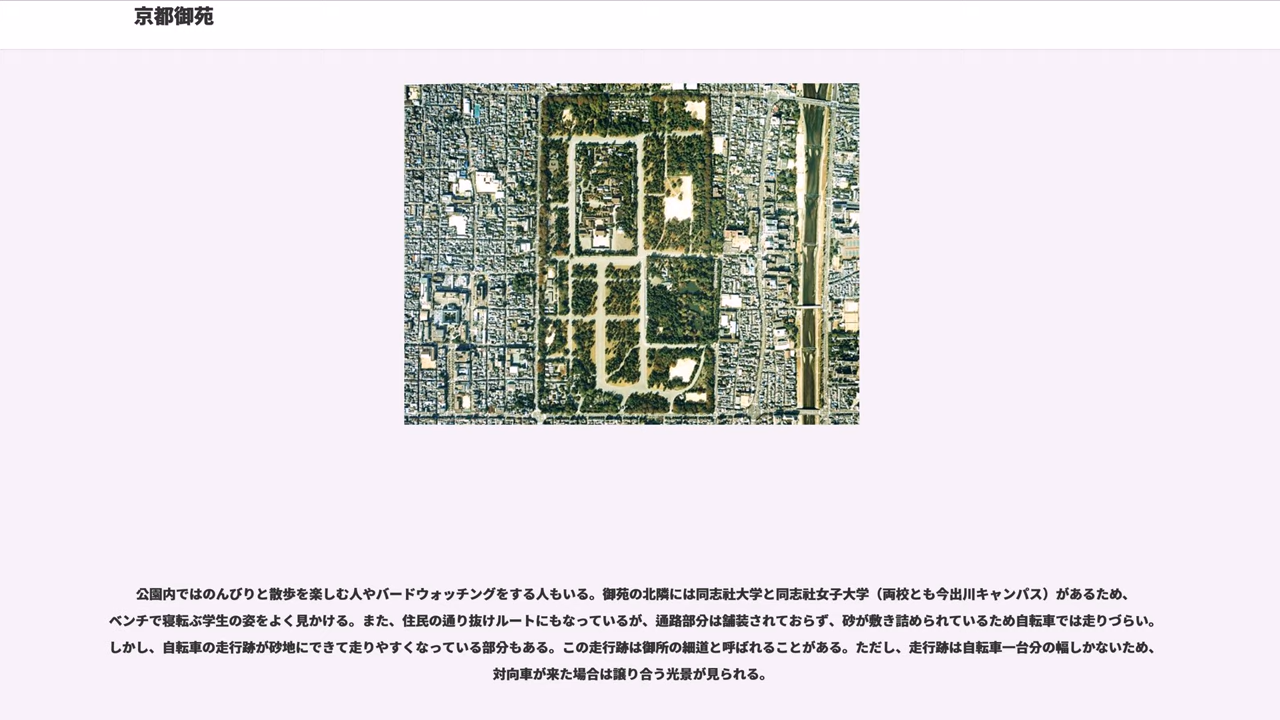 京都御苑
公園内ではのんびりと散歩を楽しむ人やバードウォッチングをする人もいる。御苑の北隣には同志社大学と同志社女子大学（両校とも今出川キャンパス）があるため、
ベンチで寝転ぶ学生の姿をよく見かける。また、住民の通り抜けルートにもなっているが、通路部分は舗装されておらず、砂が敷き詰められているため自転車では走りづらい。
しかし、自転車の走行跡が砂地にできて走りやすくなっている部分もある。この走行跡は御所の細道と呼ばれることがある。ただし、走行跡は自転車一台分の幅しかないため、
対向車が来た場合は譲り合う光景が見られる。